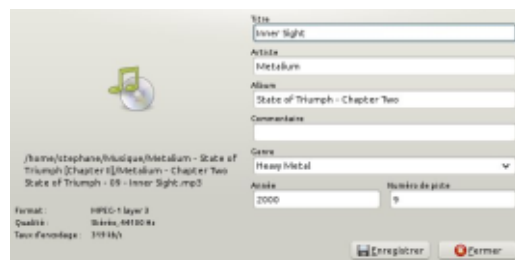 Titre
Inner Sight
Artiste
Metalium
Album
State of Triumph - Chapter Two
Commentaire
Genre
Heavy Metal
Année
Numéro de piste
2000
9
/home/stephane/Musique/Metalium - State of
Triumph [Chapter II]/Metalium - Chapter Two
State of Triumph - 09 - Inner Sight.mp3
Format :
MPEG-1 layer 3
Qualité :
Stéréo, 44100 Hz
Taux d'encodage :
319 kb/s
Enregistrer
Fermer